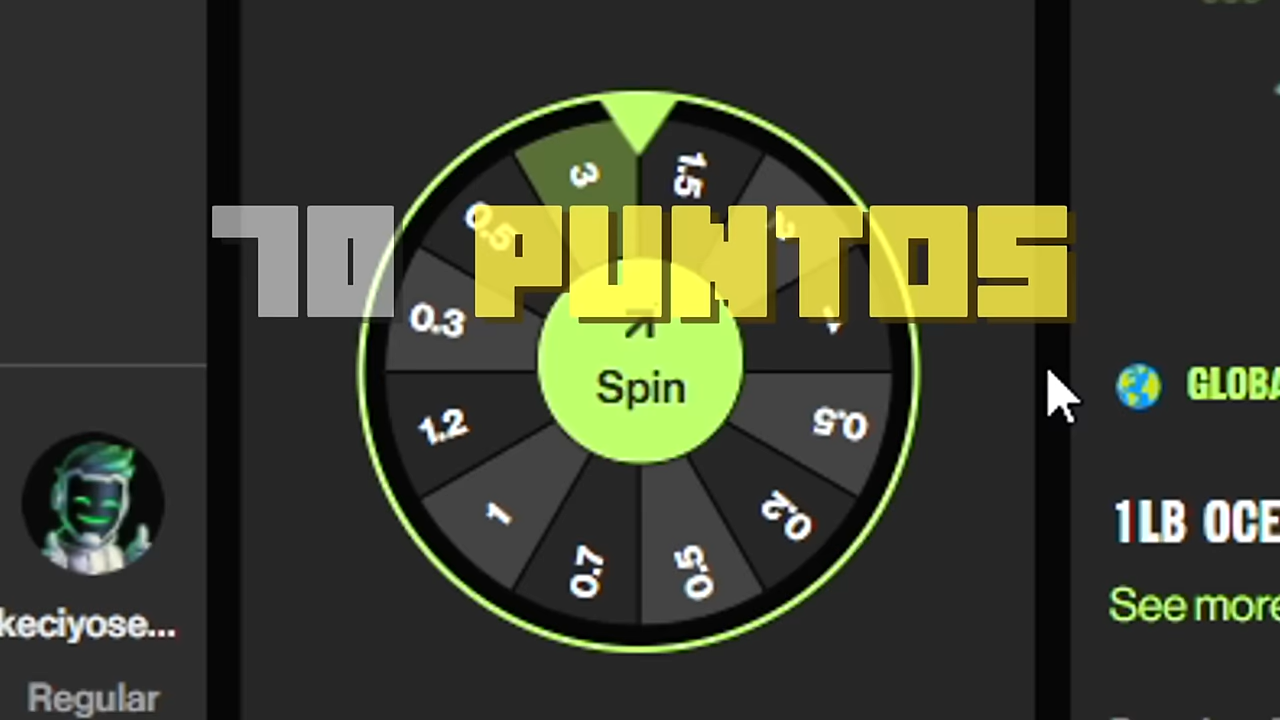 3
1.5
0.5
70 PUNTOS
0.3
Spin
GLOBA
1.2
0.5
1
0.2
1LB OCE
0.7
0.5
See more
keciyose...
Regular